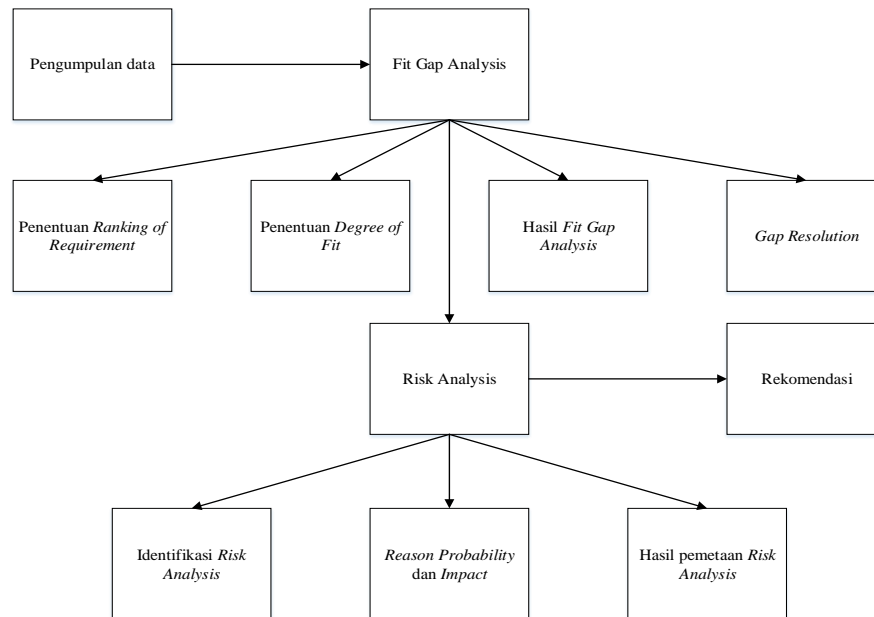 Pengumpulan data
Fit Gap Analysis
Penentuan Ranking of
Requirement
Penentuan Degree of
Fit
Hasil Fit Gap
Analysis
Gap Resolution
Risk Analysis
Rekomendasi
Identifikasi Risk
Analysis
Reason Probability
dan Impact
Hasil pemetaan Risk
Analysis